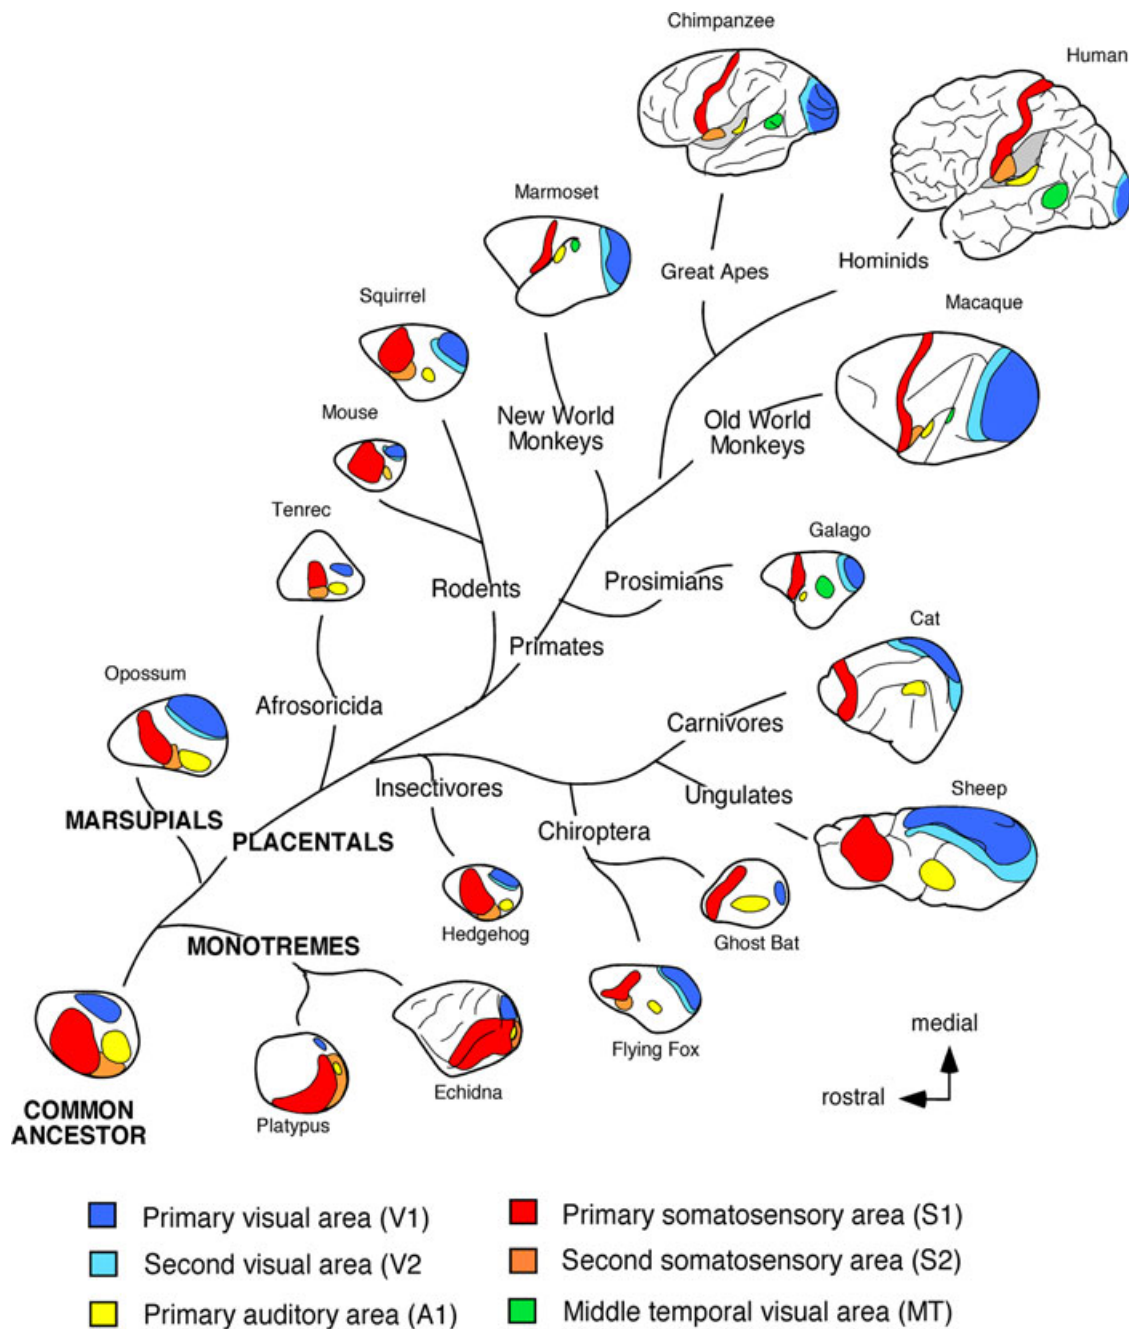 Chimpanzee
Human
Marmoset
Great Apes
Hominids
Squirrel
Macaque
Mouse
New World
Monkeys
Old World
Monkeys
Tenrec
Galago
Rodents
Prosimians
Primates
Cat
Opossum
Afrosoricida
Carnivores
Insectivores
Ungulates
Sheep
MARSUPIALS
PLACENTALS
Chiroptera
Hedgehog
Ghost Bat
MONOTREMES
Flying Fox
medial
Echidna
rostral
Platypus
COMMON
ANCESTOR
Primary visual area (V1)
Primary somatosensory area (S1)
Second visual area (V2
Second somatosensory area (S2)
Primary auditory area (A1)
Middle temporal visual area (MT)